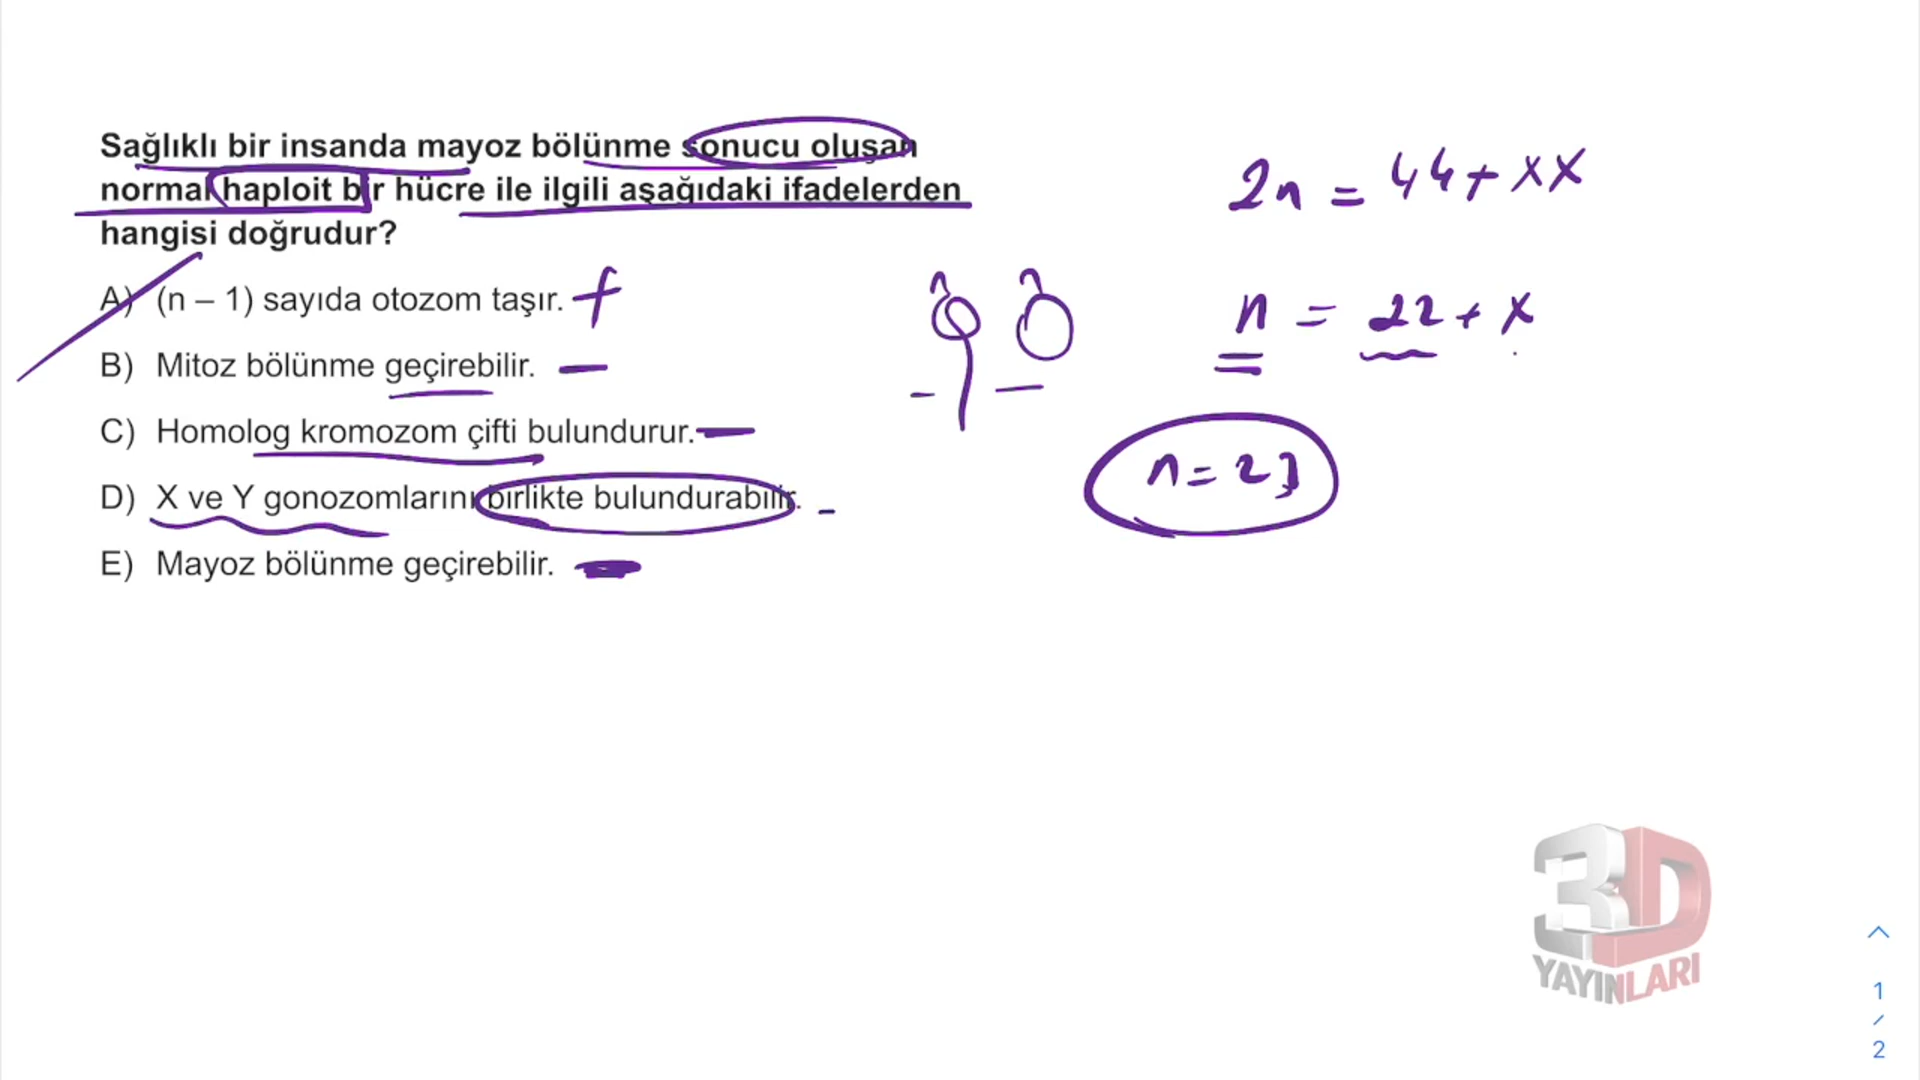 Sağlıklı bir insanda mayoz bölünme sonucu oluşan
normal haploit bir hücre ile ilgili aşağıdaki ifadelerden
hangisi doğrudur?
A) (n – 1) sayıda otozom taşır. +
B) Mitoz bölünme geçirebilir. –
C) Homolog kromozom çifti bulundurur. –
D) X ve Y gonozomlarını birlikte bulundurabilir. -
E) Mayoz bölünme geçirebilir. –
n n
2n = 44 + XX
n = 22 + X
n = 23
3D
YAYINLARI
1
/
2